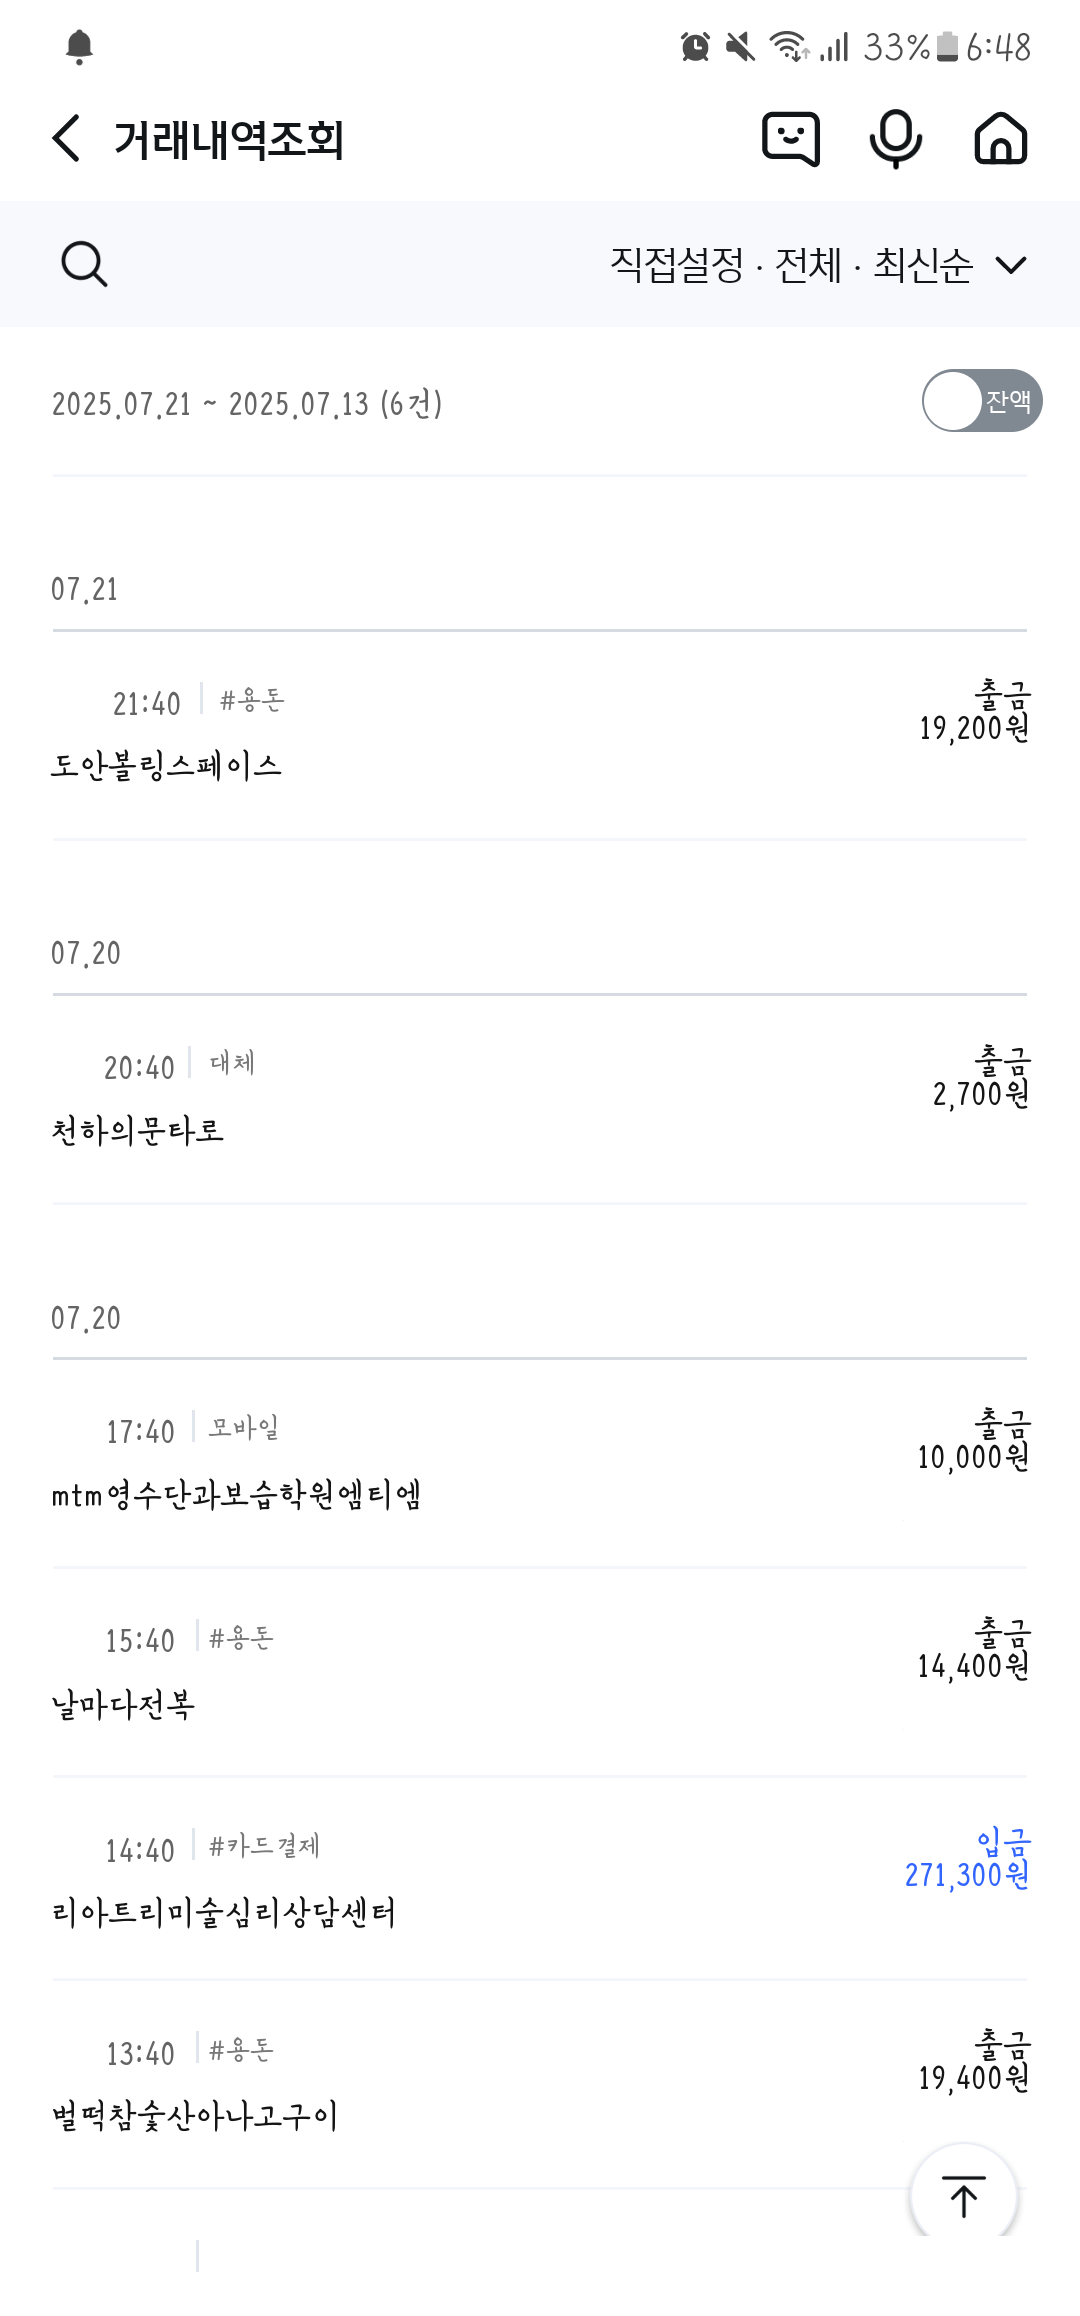 33% 6:48
거래내역조회
직접설정 · 전체 · 최신순
2025.07.21 ~ 2025.07.13 (6건)
잔액
07.21
21:40 #용돈
출금
19,200원
도안볼링스페이스
07.20
20:40 대체
출금
2,700원
천하의문타로
07.20
17:40 모바일
출금
10,000원
mtm영수단과보습학원엠티엠
15:40 #용돈
출금
14,400원
날마다전복
14:40 #카드결제
입금
271,300원
리아트리미술심리상담센터
13:40 #용돈
출금
19,400원
벌떡참숯산아나고구이